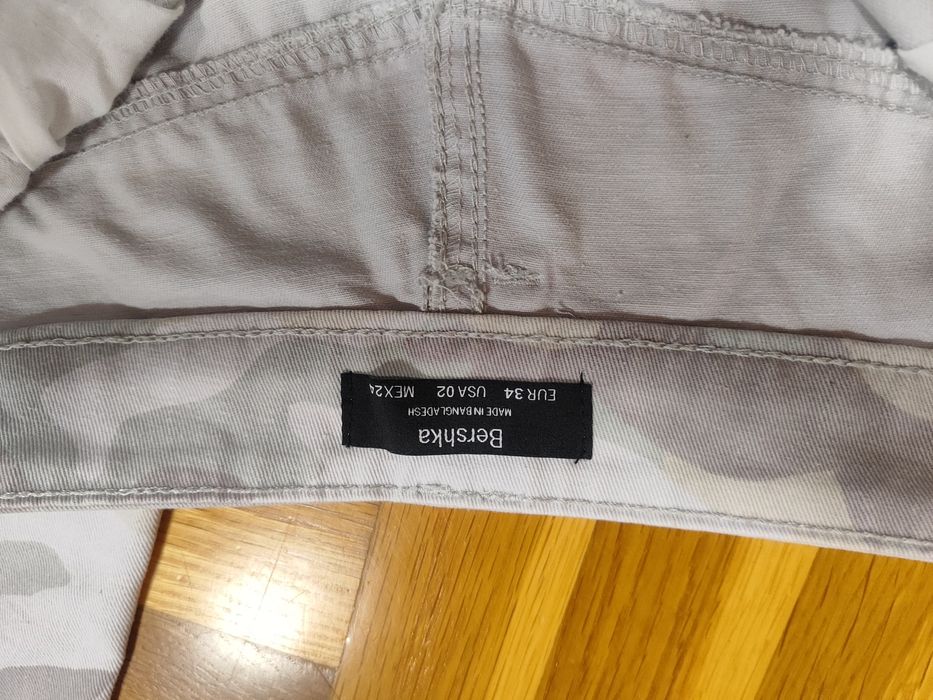 Bershka
MADE IN BANGLADESH
EUR 34 USA 02 MEX 24